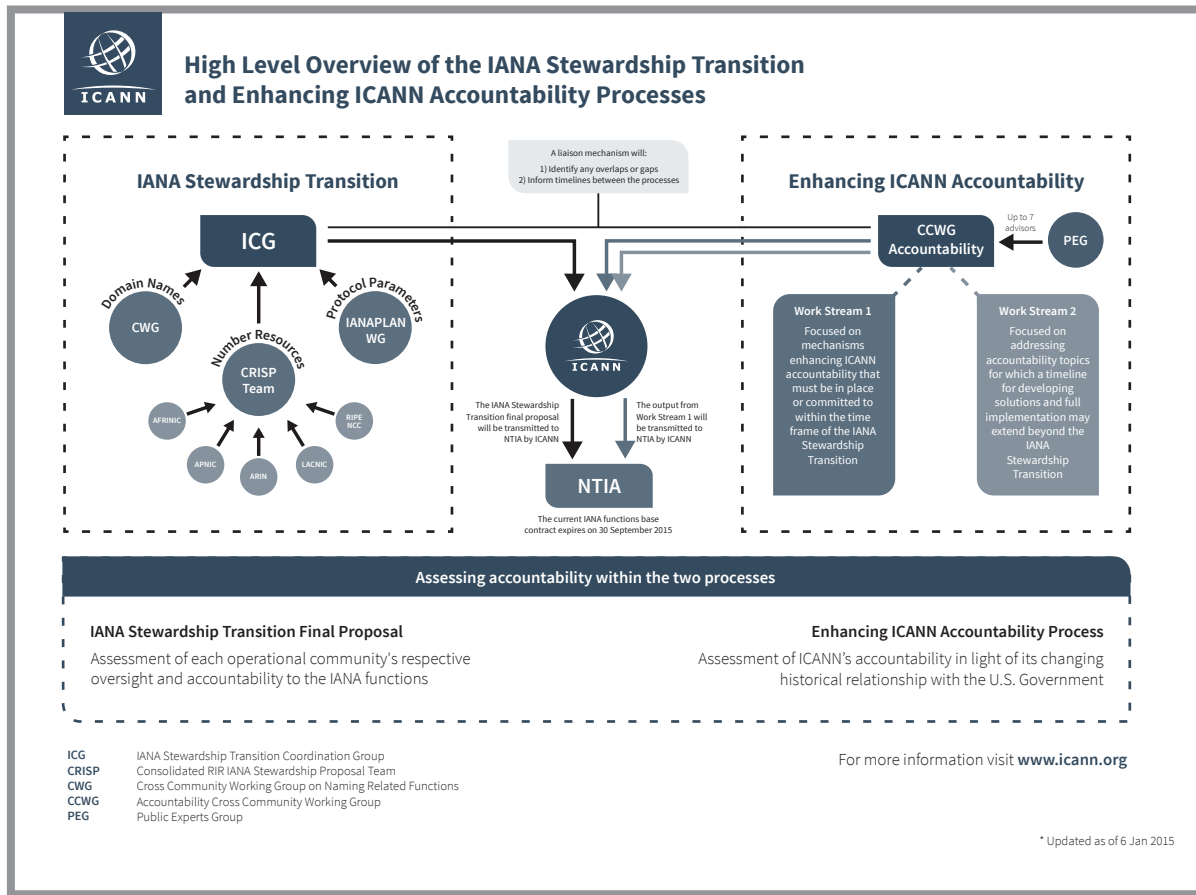 ICANN
High Level Overview of the IANA Stewardship Transition
and Enhancing ICANN Accountability Processes
IANA Stewardship Transition
ICG
Domain Names
CWG
Number Resources
CRISP
Team
Protocol Parameters
IANAPLAN
WG
AFRINIC
APNIC
ARIN
LACNIC
RIPE
NCC
A liaison mechanism will:
1) Identify any overlaps or gaps
2) Inform timelines between the processes
ICANN
The IANA Stewardship
Transition final proposal
will be transmitted to
NTIA by ICANN
The output from
Work Stream 1 will
be transmitted to
NTIA by ICANN
NTIA
The current IANA functions base
contract expires on 30 September 2015
Enhancing ICANN Accountability
CCWG
Accountability
Up to 7
advisors
PEG
Work Stream 1
Focused on
mechanisms
enhancing ICANN
accountability that
must be in place
or committed to
within the time
frame of the IANA
Stewardship
Transition
Work Stream 2
Focused on
addressing
accountability topics
for which a timeline
for developing
solutions and full
implementation may
extend beyond the
IANA
Stewardship
Transition
Assessing accountability within the two processes
IANA Stewardship Transition Final Proposal
Assessment of each operational community's respective
oversight and accountability to the IANA functions
Enhancing ICANN Accountability Process
Assessment of ICANN’s accountability in light of its changing
historical relationship with the U.S. Government
ICG IANA Stewardship Transition Coordination Group
CRISP Consolidated RIR IANA Stewardship Proposal Team
CWG Cross Community Working Group on Naming Related Functions
CCWG Accountability Cross Community Working Group
PEG Public Experts Group
For more information visit www.icann.org
* Updated as of 6 Jan 2015